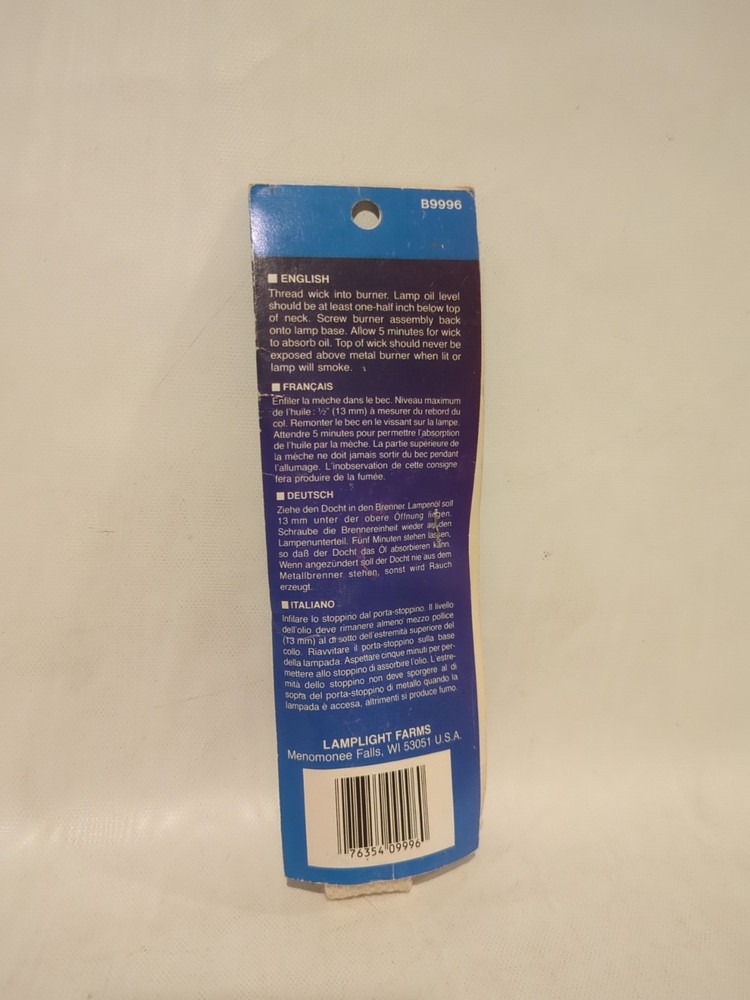 B9996
■ ENGLISH
Thread wick into burner. Lamp oil level
should be at least one-half inch below top
of neck. Screw burner assembly back
onto lamp base. Allow 5 minutes for wick
to absorb oil. Top of wick should never be
exposed above metal burner when lit or
lamp will smoke.
■ FRANÇAIS
Enfiler la mèche dans le bec. Niveau maximum
de l'huile : ½" (13 mm) à mesurer du rebord du
col. Remonter le bec en le vissant sur la lampe.
Attendre 5 minutes pour permettre l'absorption
de l'huile par la mèche. La partie supérieure de
la mèche ne doit jamais sortir du bec pendant
l'allumage. L'inobservation de cette consigne
fera produire de la fumée.
■ DEUTSCH
Ziehe den Docht in den Brenner. Lampenöl soll
13 mm unter der obere Öffnung liegen.
Schraube die Brennereinheit wieder auf den
Lampenunterteil. Fünf Minuten stehen lassen,
so daß der Docht das Öl absorbieren kann.
Wenn angezündert soll der Docht nie aus dem
Metallbrenner stehen, sonst wird Rauch
erzeugt.
■ ITALIANO
Infilare lo stoppino dal porta-stoppino. Il livello
dell'olio deve rimanere almeno mezzo pollice
(13 mm) al di sotto dell'estremità superiore del
collo. Riavvitare il porta-stoppino sulla base
della lampada. Aspettare cinque minuti per per-
mettere allo stoppino di assorbire l'olio. L'estre-
mità dello stoppino non deve sporgere al di
sopra del porta-stoppino di metallo quando la
lampada è accesa, altrimenti si produce fumo.
LAMPLIGHT FARMS
Menomonee Falls, WI 53051 U.S.A.
76354 09996